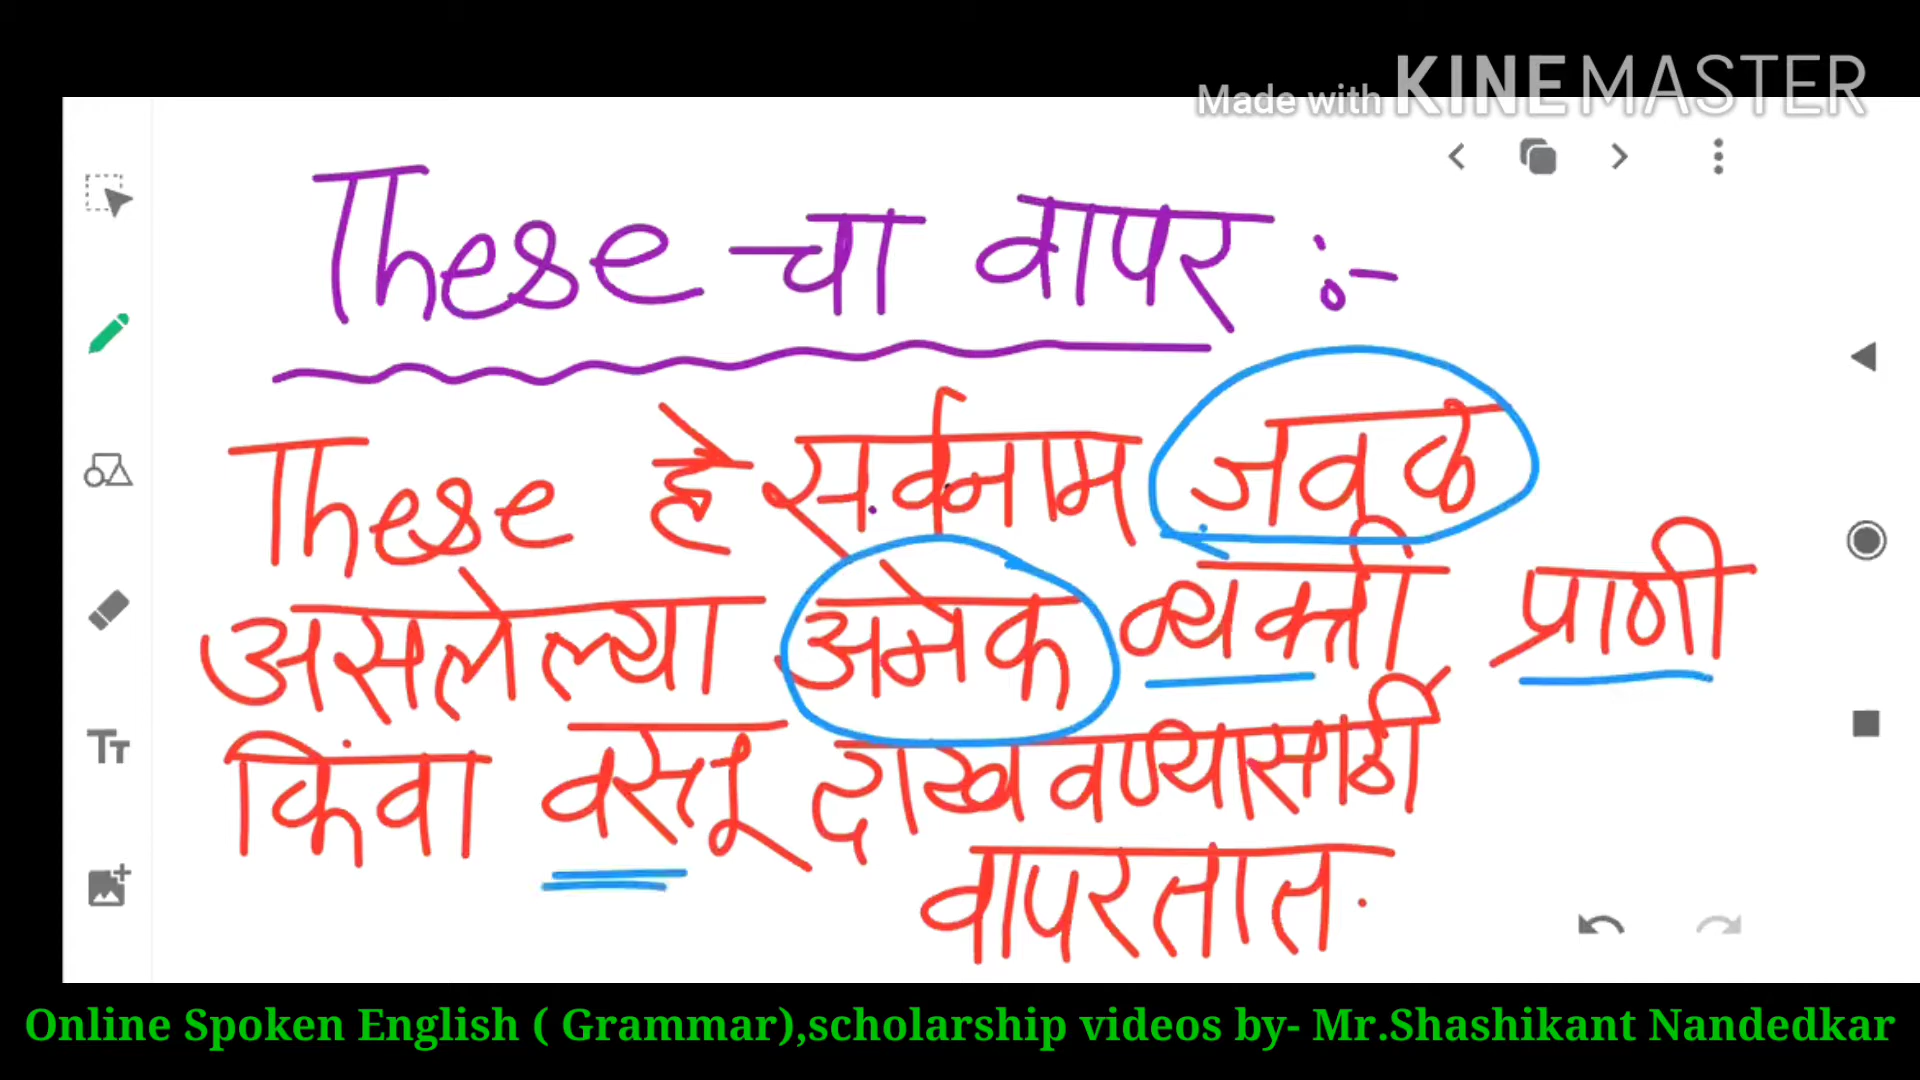 Made with KINEMASTER
These चा वापर :-
These हे सर्वनाम जवळ
असलेल्या अनेक व्यक्ती प्राणी
किंवा वस्तू दाखवण्यासाठी
वापरतात.
Online Spoken English ( Grammar),scholarship videos by- Mr.Shashikant Nandedkar